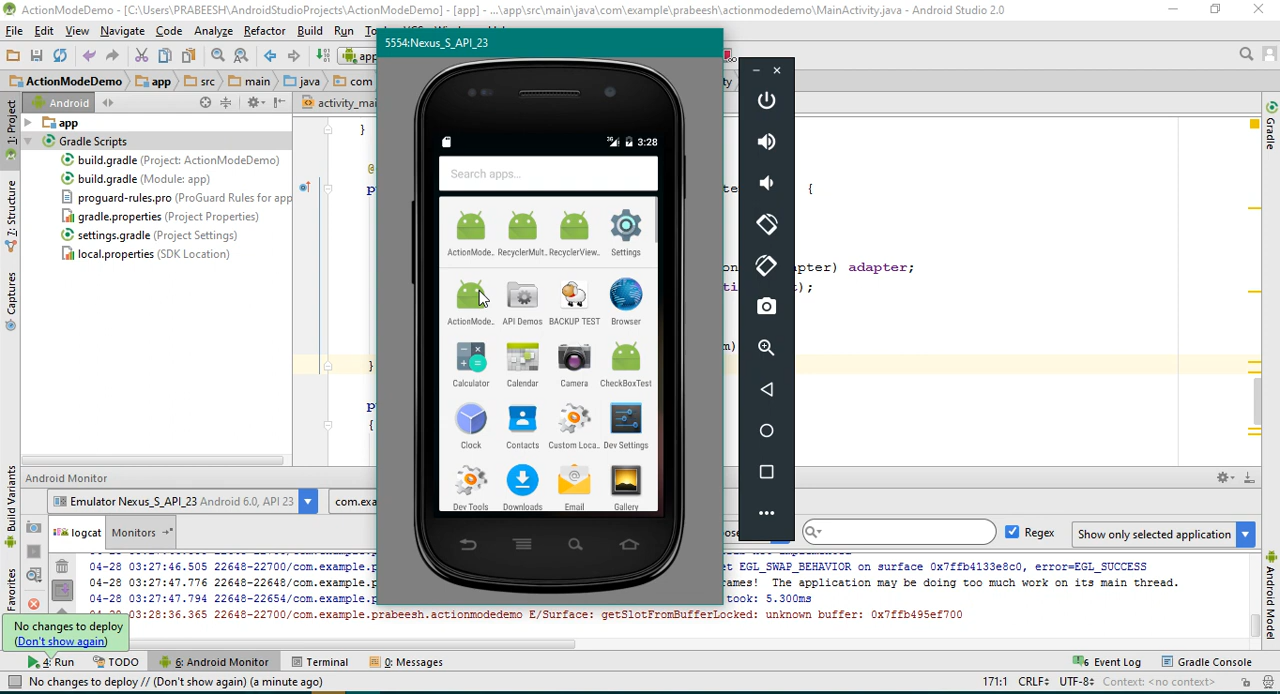 ActionModeDemo - [C:\Users\PRABEESH\AndroidStudioProjects\ActionModeDemo] - [app] - ...\app\src\main\java\com\example\prabeesh\actionmodedemo\MainActivity.java - Android Studio 2.0
File Edit View Navigate Code Analyze Refactor Build Run
5554:Nexus_S_API_23
app
ActionModeDemo app src main java com
Android
activity_mai
1: Project
Gradle
app
Gradle Scripts
build.gradle (Project: ActionModeDemo)
build.gradle (Module: app)
proguard-rules.pro (ProGuard Rules for app
gradle.properties (Project Properties)
settings.gradle (Project Settings)
local.properties (SDK Location)
Z: Structure
Captures
Build Variants
Favorites
Android Model
}
{
pter) adapter;
);
m)
}
{
3G 3:28
Search apps...
ActionMode.. RecyclerMult.. RecyclerView.. Settings
ActionMode.. API Demos BACKUP TEST Browser
Calculator Calendar Camera CheckBoxTest
Clock Contacts Custom Loca.. Dev Settings
Dev Tools Downloads Email Gallery
Android Monitor
Emulator Nexus_S_API_23 Android 6.0, API 23 com.exa
logcat Monitors Regex Show only selected application
04-28 03:27:46.505 22648-22700/com.example.p et EGL_SWAP_BEHAVIOR on surface 0x7ffb4133e8c0, error=EGL_SUCCESS
04-28 03:27:47.776 22648-22648/com.example.p rames! The application may be doing too much work on its main thread.
04-28 03:27:47.794 22648-22654/com.example.p took: 5.300ms
04-28 03:28:36.365 22648-22700/com.example.prabeesh.actionmodedemo E/Surface: getSlotFromBufferLocked: unknown buffer: 0x7ffb495ef700
No changes to deploy
(Don't show again)
4: Run TODO 6: Android Monitor Terminal 0: Messages 6 Event Log Gradle Console
No changes to deploy // (Don't show again) (a minute ago) 171:1 CRLF÷ UTF-8÷ Context: <no context>